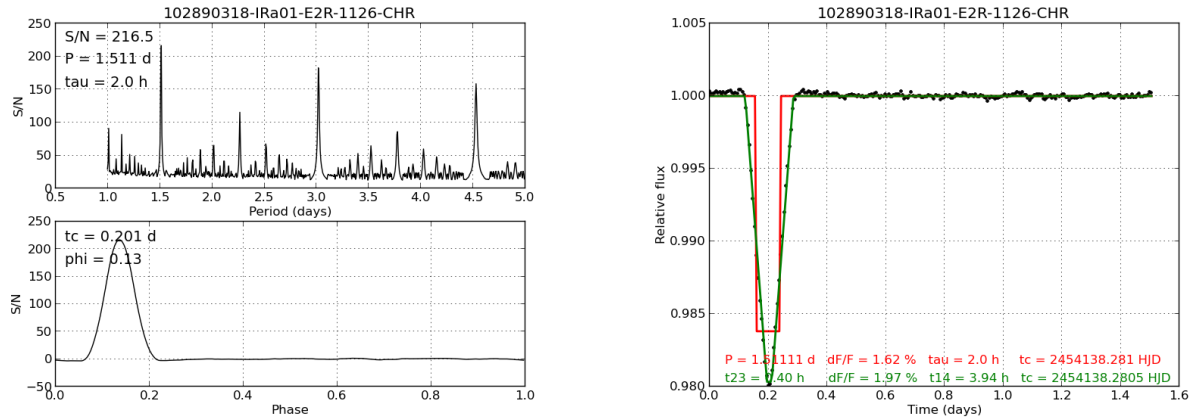 102890318-IRa01-E2R-1126-CHR
S/N = 216.5
P = 1.511 d
tau = 2.0 h
250
200
150
100
50
0
S/N
0.5 1.0 1.5 2.0 2.5 3.0 3.5 4.0 4.5 5.0
Period (days)
tc = 0.201 d
phi = 0.13
250
200
150
100
50
0
−50
S/N
0.0 0.2 0.4 0.6 0.8 1.0
Phase
102890318-IRa01-E2R-1126-CHR
1.005
1.000
0.995
0.990
0.985
0.980
Relative flux
P = 1.51111 d dF/F = 1.62 % tau = 2.0 h tc = 2454138.281 HJD
t23 = 0.40 h dF/F = 1.97 % t14 = 3.94 h tc = 2454138.2805 HJD
0.0 0.2 0.4 0.6 0.8 1.0 1.2 1.4 1.6
Time (days)